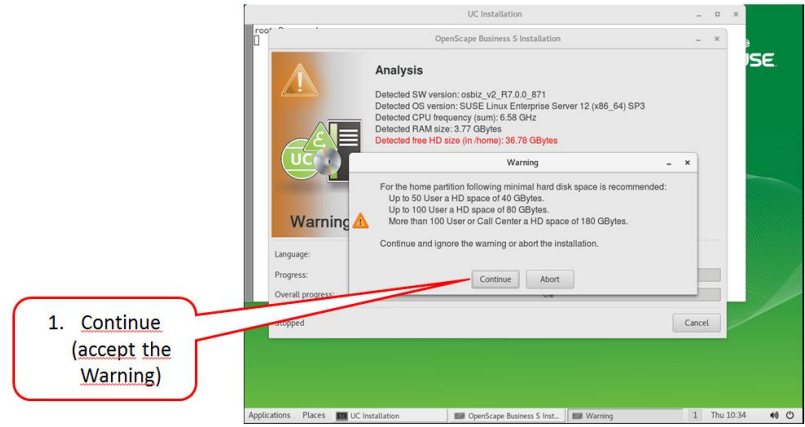 UC Installation
OpenScape Business S Installation
Analysis
Detected SW version: osbiz_v2_R7.0.0_871
Detected OS version: SUSE Linux Enterprise Server 12 (x86_64) SP3
Detected CPU frequency (sum): 6.58 GHz
Detected RAM size: 3.77 GBytes
Detected free HD size (in /home): 36.78 GBytes
UC
Warning
Warning
For the home partition following minimal hard disk space is recommended:
Up to 50 User a HD space of 40 GBytes.
Up to 100 User a HD space of 80 GBytes.
More than 100 User or Call Center a HD space of 180 GBytes.
Continue and ignore the warning or abort the installation.
Continue Abort
Language:
Progress:
Overall progress:
0%
Stopped
Cancel
1. Continue
(accept the
Warning)
Applications Places UC Installation OpenScape Business S Inst... Warning 1 Thu 10:34